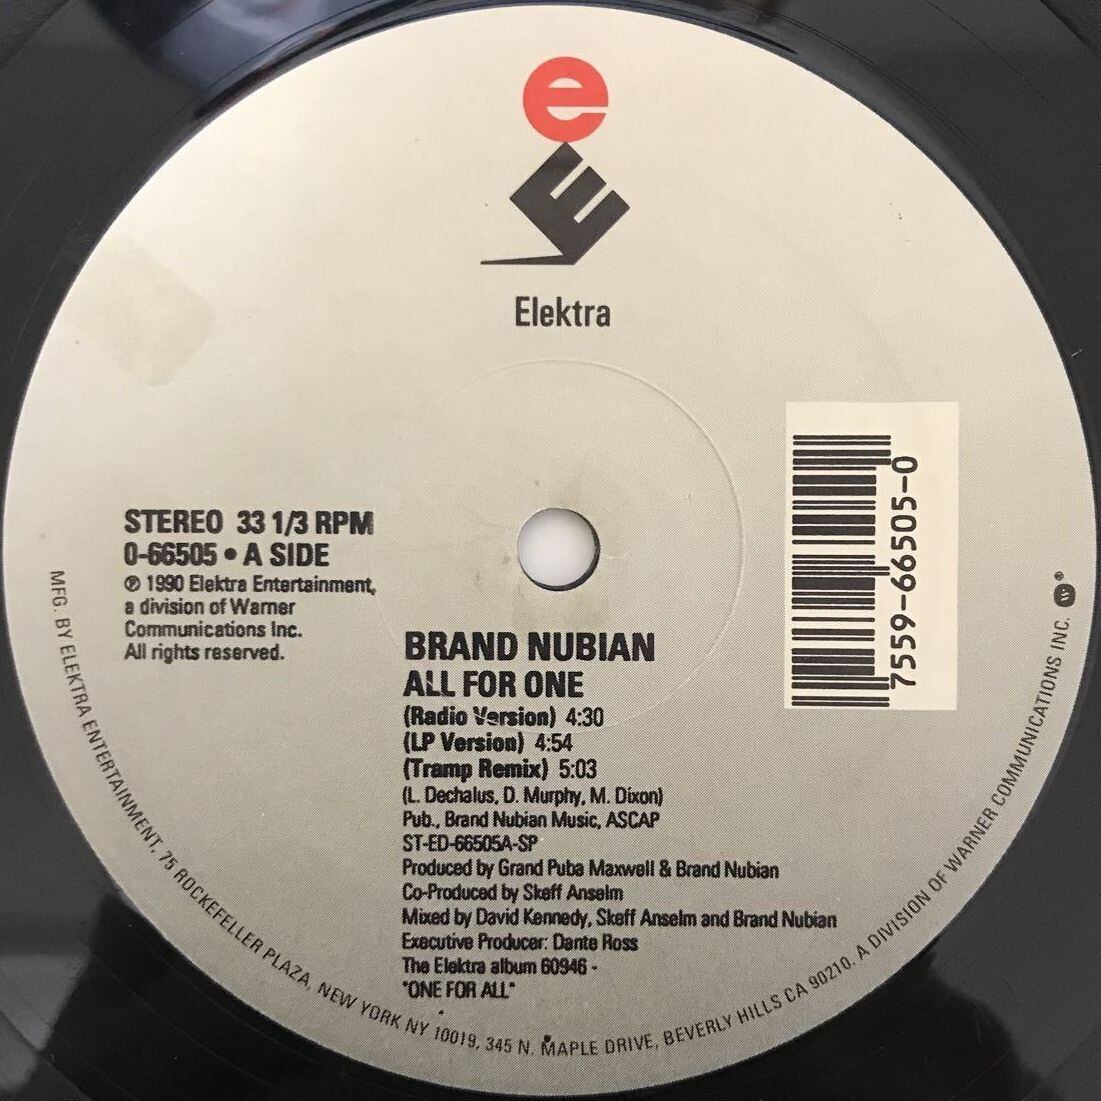 e
E
Elektra
STEREO 33 1/3 RPM
0-66505 • A SIDE
℗ 1990 Elektra Entertainment,
a division of Warner
Communications Inc.
All rights reserved.
7559-66505-0
BRAND NUBIAN
ALL FOR ONE
(Radio Version) 4:30
(LP Version) 4:54
(Tramp Remix) 5:03
(L. Dechalus, D. Murphy, M. Dixon)
Pub., Brand Nubian Music, ASCAP
ST-ED-66505A-SP
Produced by Grand Puba Maxwell & Brand Nubian
Co-Produced by Skeff Anselm
Mixed by David Kennedy, Skeff Anselm and Brand Nubian
Executive Producer: Dante Ross
The Elektra album 60946 -
"ONE FOR ALL"
MFG. BY ELEKTRA ENTERTAINMENT, 75 ROCKEFELLER PLAZA, NEW YORK NY 10019, 345 N. MAPLE DRIVE, BEVERLY HILLS CA 90210. A DIVISION OF WARNER COMMUNICATIONS INC. W ®